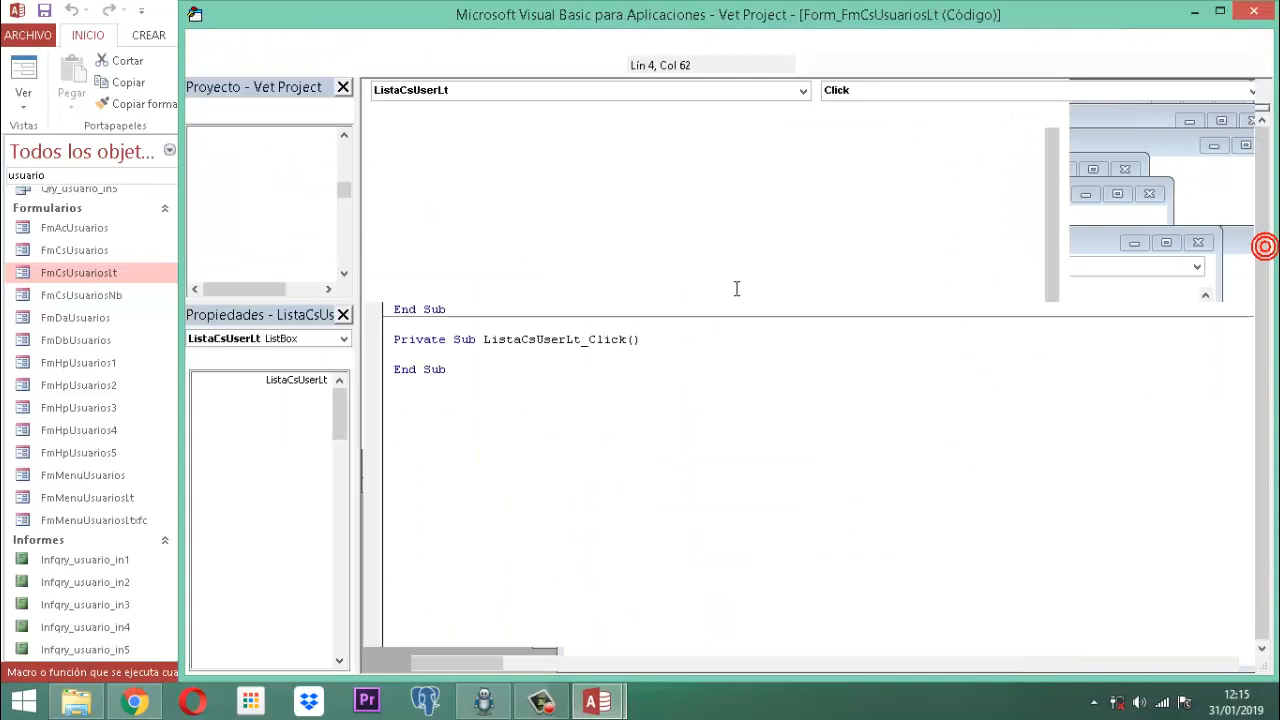 Microsoft Visual Basic para Aplicaciones - Vet Project - [Form_FmCsUsuariosLt (Código)]
ARCHIVO
INICIO
CREAR
Cortar
Copiar
Copiar forma
Ver
Pegar
Vistas
Portapapeles
Todos los objet...
usuario
Qry_usuario_in5
Formularios
FmAcUsuarios
FmCsUsuarios
FmCsUsuariosLt
FmCsUsuariosNb
FmDaUsuarios
FmDbUsuarios
FmHpUsuarios1
FmHpUsuarios2
FmHpUsuarios3
FmHpUsuarios4
FmHpUsuarios5
FmMenuUsuarios
FmMenuUsuariosLt
FmMenuUsuariosLtxfc
Informes
Infqry_usuario_in1
Infqry_usuario_in2
Infqry_usuario_in3
Infqry_usuario_in4
Infqry_usuario_in5
Macro o función que se ejecuta cua
Lín 4, Col 62
Proyecto - Vet Project
Propiedades - ListaCsUs
ListaCsUserLt ListBox
ListaCsUserLt
ListaCsUserLt
Click
End Sub
Private Sub ListaCsUserLt_Click()
End Sub
Pr
12:15
31/01/2019